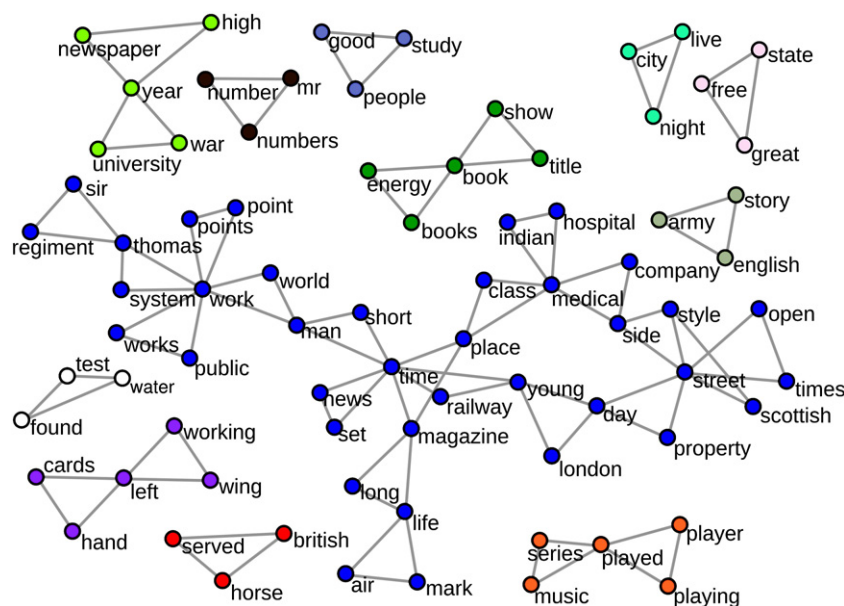 high
newspaper
good
study
live
city
state
year
number
mr
free
people
show
numbers
night
war
university
great
title
book
energy
sir
story
point
hospital
army
points
books
indian
regiment
thomas
english
company
world
class
system
work
medical
style
open
short
man
side
works
place
public
test
time
street
water
news
young
times
railway
day
scottish
found
set
magazine
working
property
cards
london
left
wing
long
life
hand
british
player
served
series
played
horse
air
mark
music
playing